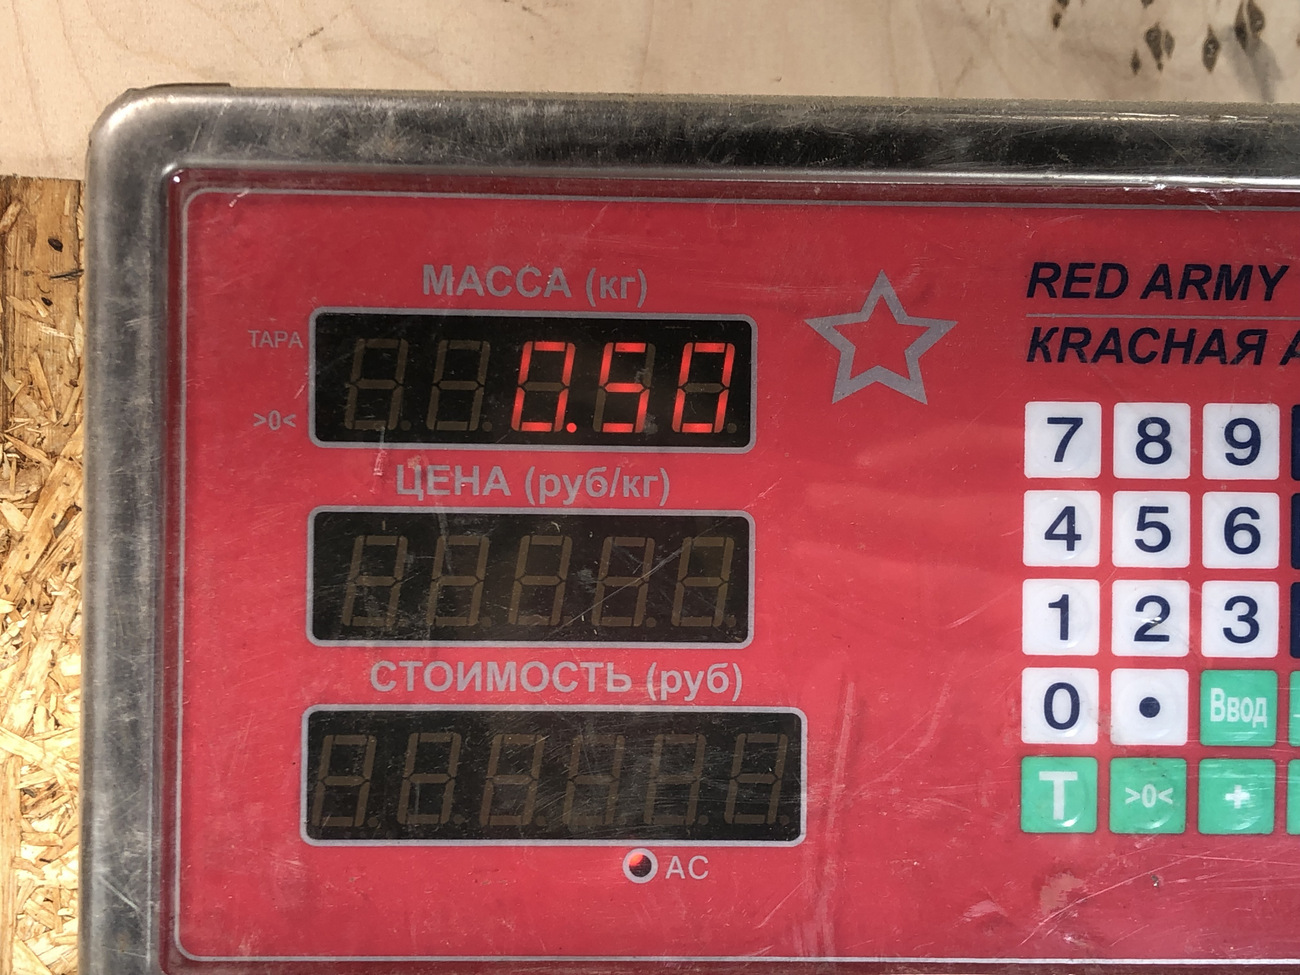 МАССА (кг)
ТАРА
0.50
>0<
ЦЕНА (руб/кг)
СТОИМОСТЬ (руб)
AC
RED ARMY
КRАСНАЯ А
7 8 9
4 5 6
1 2 3
0 • Ввод
T >0< +